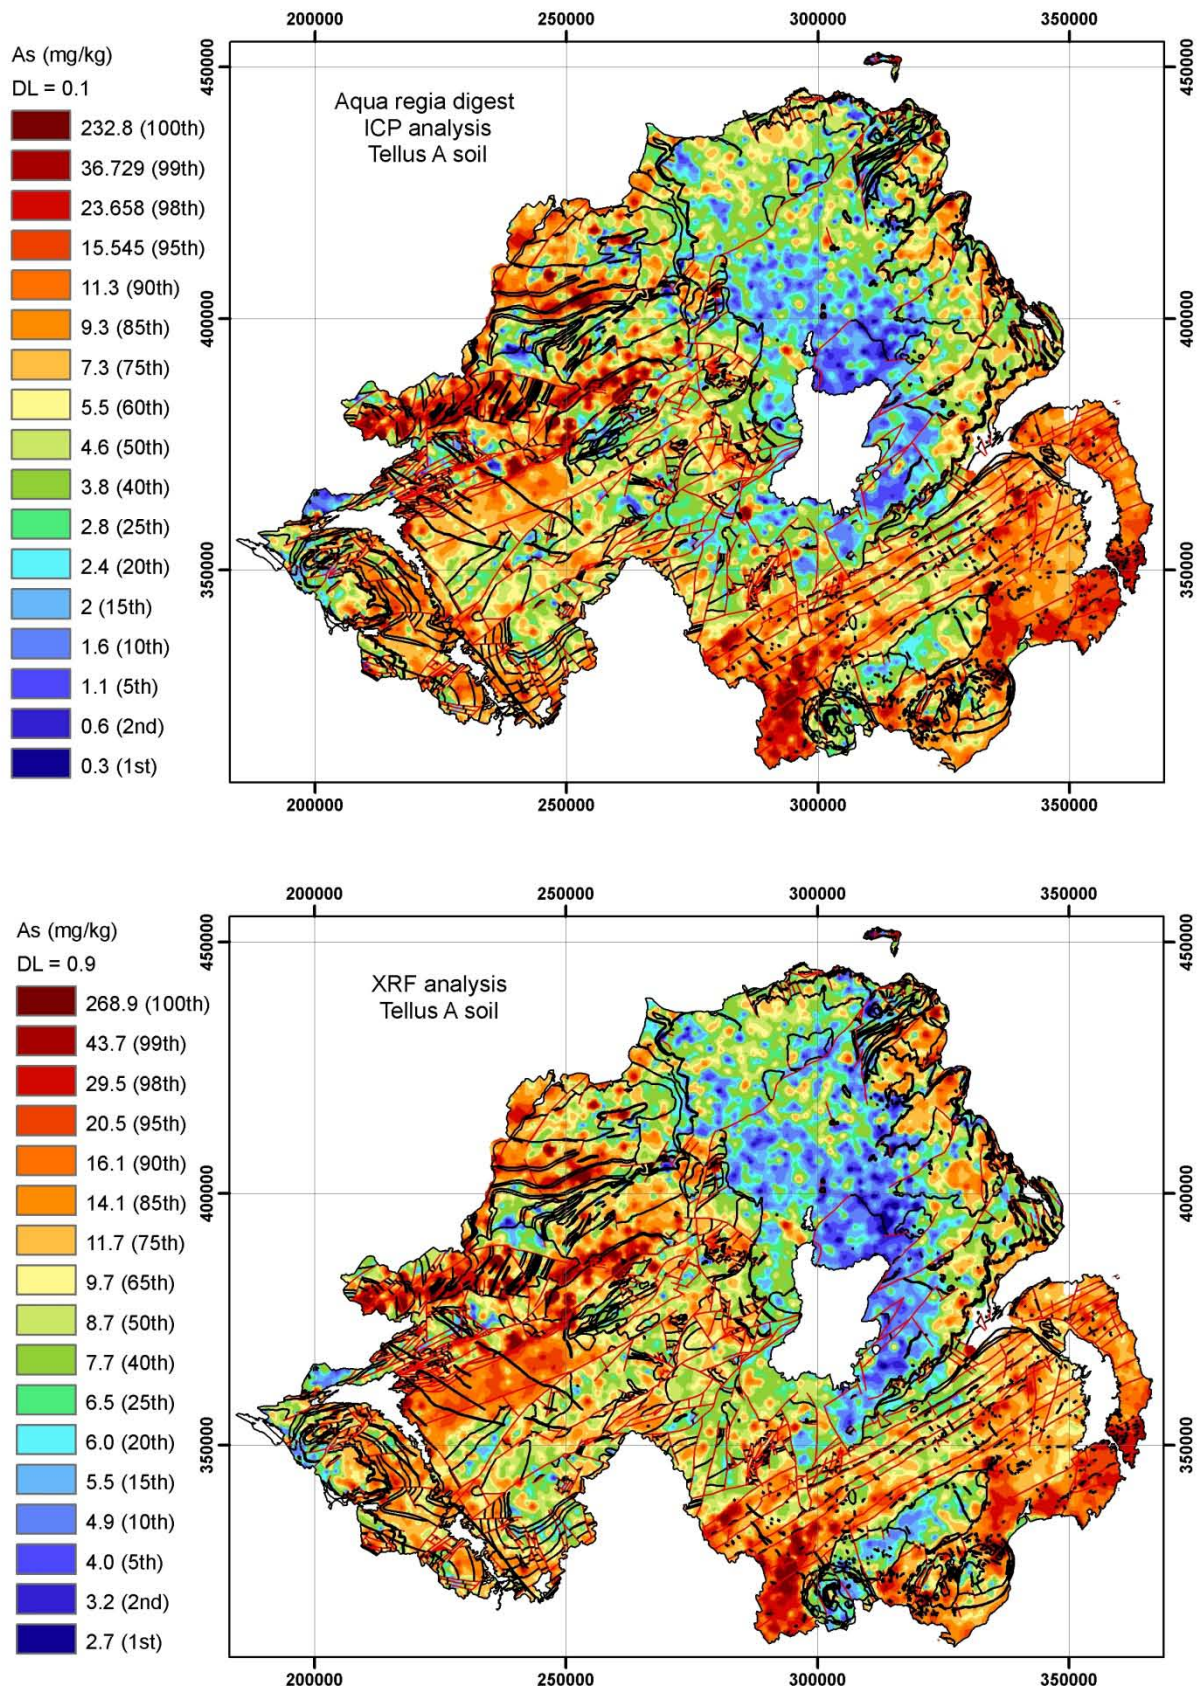 200000 250000 300000 350000
As (mg/kg)
DL = 0.1
232.8 (100th)
36.729 (99th)
23.658 (98th)
15.545 (95th)
11.3 (90th)
9.3 (85th)
7.3 (75th)
5.5 (60th)
4.6 (50th)
3.8 (40th)
2.8 (25th)
2.4 (20th)
2 (15th)
1.6 (10th)
1.1 (5th)
0.6 (2nd)
0.3 (1st)
450000
400000
350000
Aqua regia digest
ICP analysis
Tellus A soil
450000
400000
350000
200000 250000 300000 350000
200000 250000 300000 350000
As (mg/kg)
DL = 0.9
268.9 (100th)
43.7 (99th)
29.5 (98th)
20.5 (95th)
16.1 (90th)
14.1 (85th)
11.7 (75th)
9.7 (65th)
8.7 (50th)
7.7 (40th)
6.5 (25th)
6.0 (20th)
5.5 (15th)
4.9 (10th)
4.0 (5th)
3.2 (2nd)
2.7 (1st)
450000
400000
350000
XRF analysis
Tellus A soil
450000
400000
350000
200000 250000 300000 350000